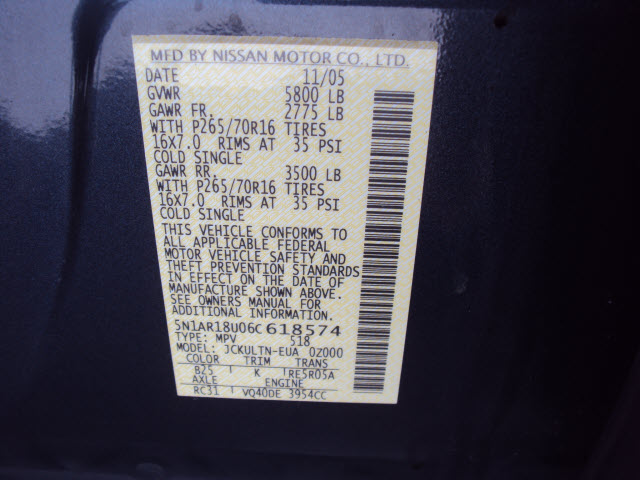 MFD BY NISSAN MOTOR CO., LTD.
DATE 11/05
GVWR 5800 LB
GAWR FR. 2775 LB
WITH P265/70R16 TIRES
16X7.0 RIMS AT 35 PSI
COLD SINGLE
GAWR RR. 3500 LB
WITH P265/70R16 TIRES
16X7.0 RIMS AT 35 PSI
COLD SINGLE
THIS VEHICLE CONFORMS TO
ALL APPLICABLE FEDERAL
MOTOR VEHICLE SAFETY AND
THEFT PREVENTION STANDARDS
IN EFFECT ON THE DATE OF
MANUFACTURE SHOWN ABOVE.
SEE OWNERS MANUAL FOR
ADDITIONAL INFORMATION
5N1AR18U06C618574
TYPE: MPV 518
MODEL: JCKULTN-EUA 0Z000
COLOR TRIM TRANS
B25 K RE5R05A
AXLE ENGINE
RC31 VQ40DE 3954CC